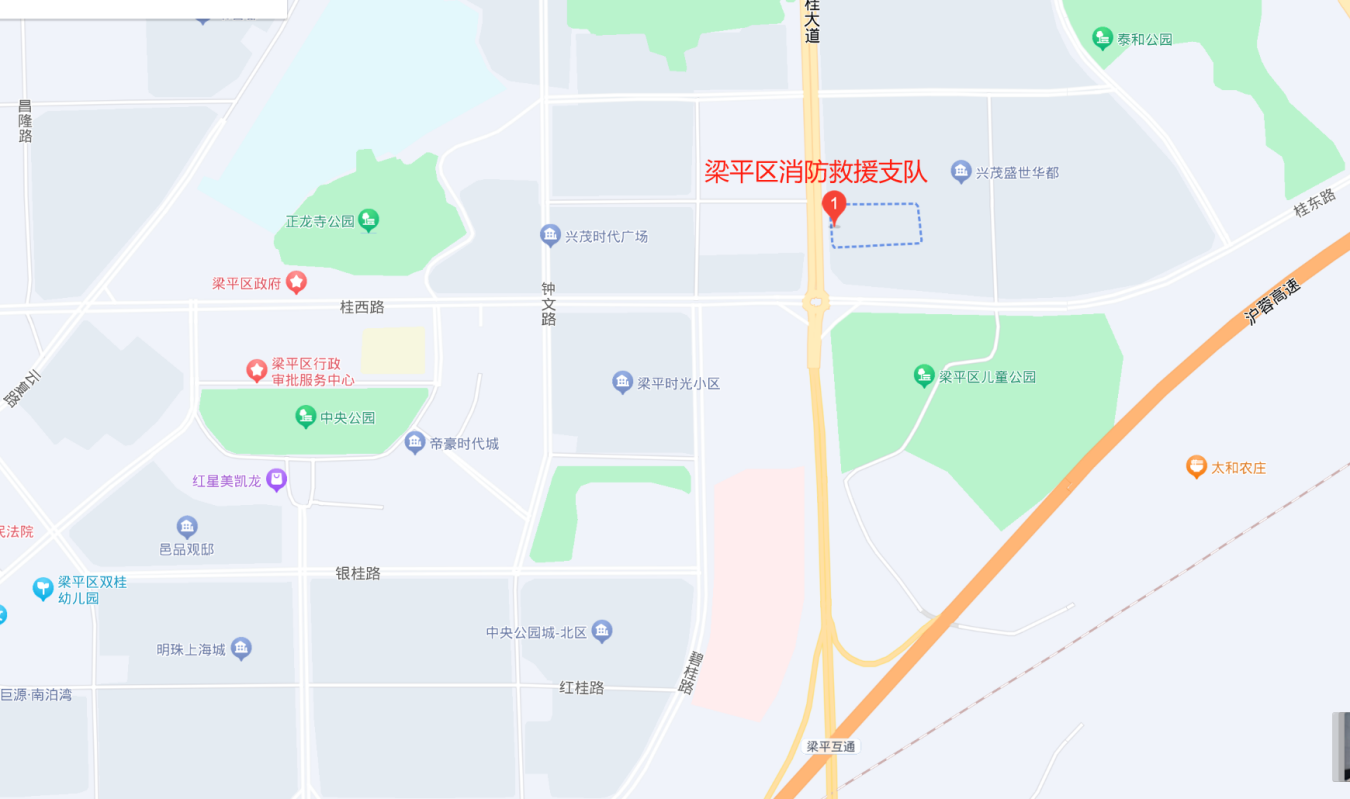 桂大道
泰和公园
昌隆路
梁平区消防救援支队
兴茂盛世华都
1
桂东路
正龙寺公园
兴茂时代广场
梁平区政府
桂西路
钟文路
沪蓉高速
梁平区行政
审批服务中心
梁平时光小区
梁平区儿童公园
云龛路
中央公园
帝豪时代城
太和农庄
红星美凯龙
民法院
邑品观邸
银桂路
梁平区双桂
幼儿园
中央公园城-北区
明珠上海城
碧桂路
红桂路
巨源·南泊湾
梁平互通